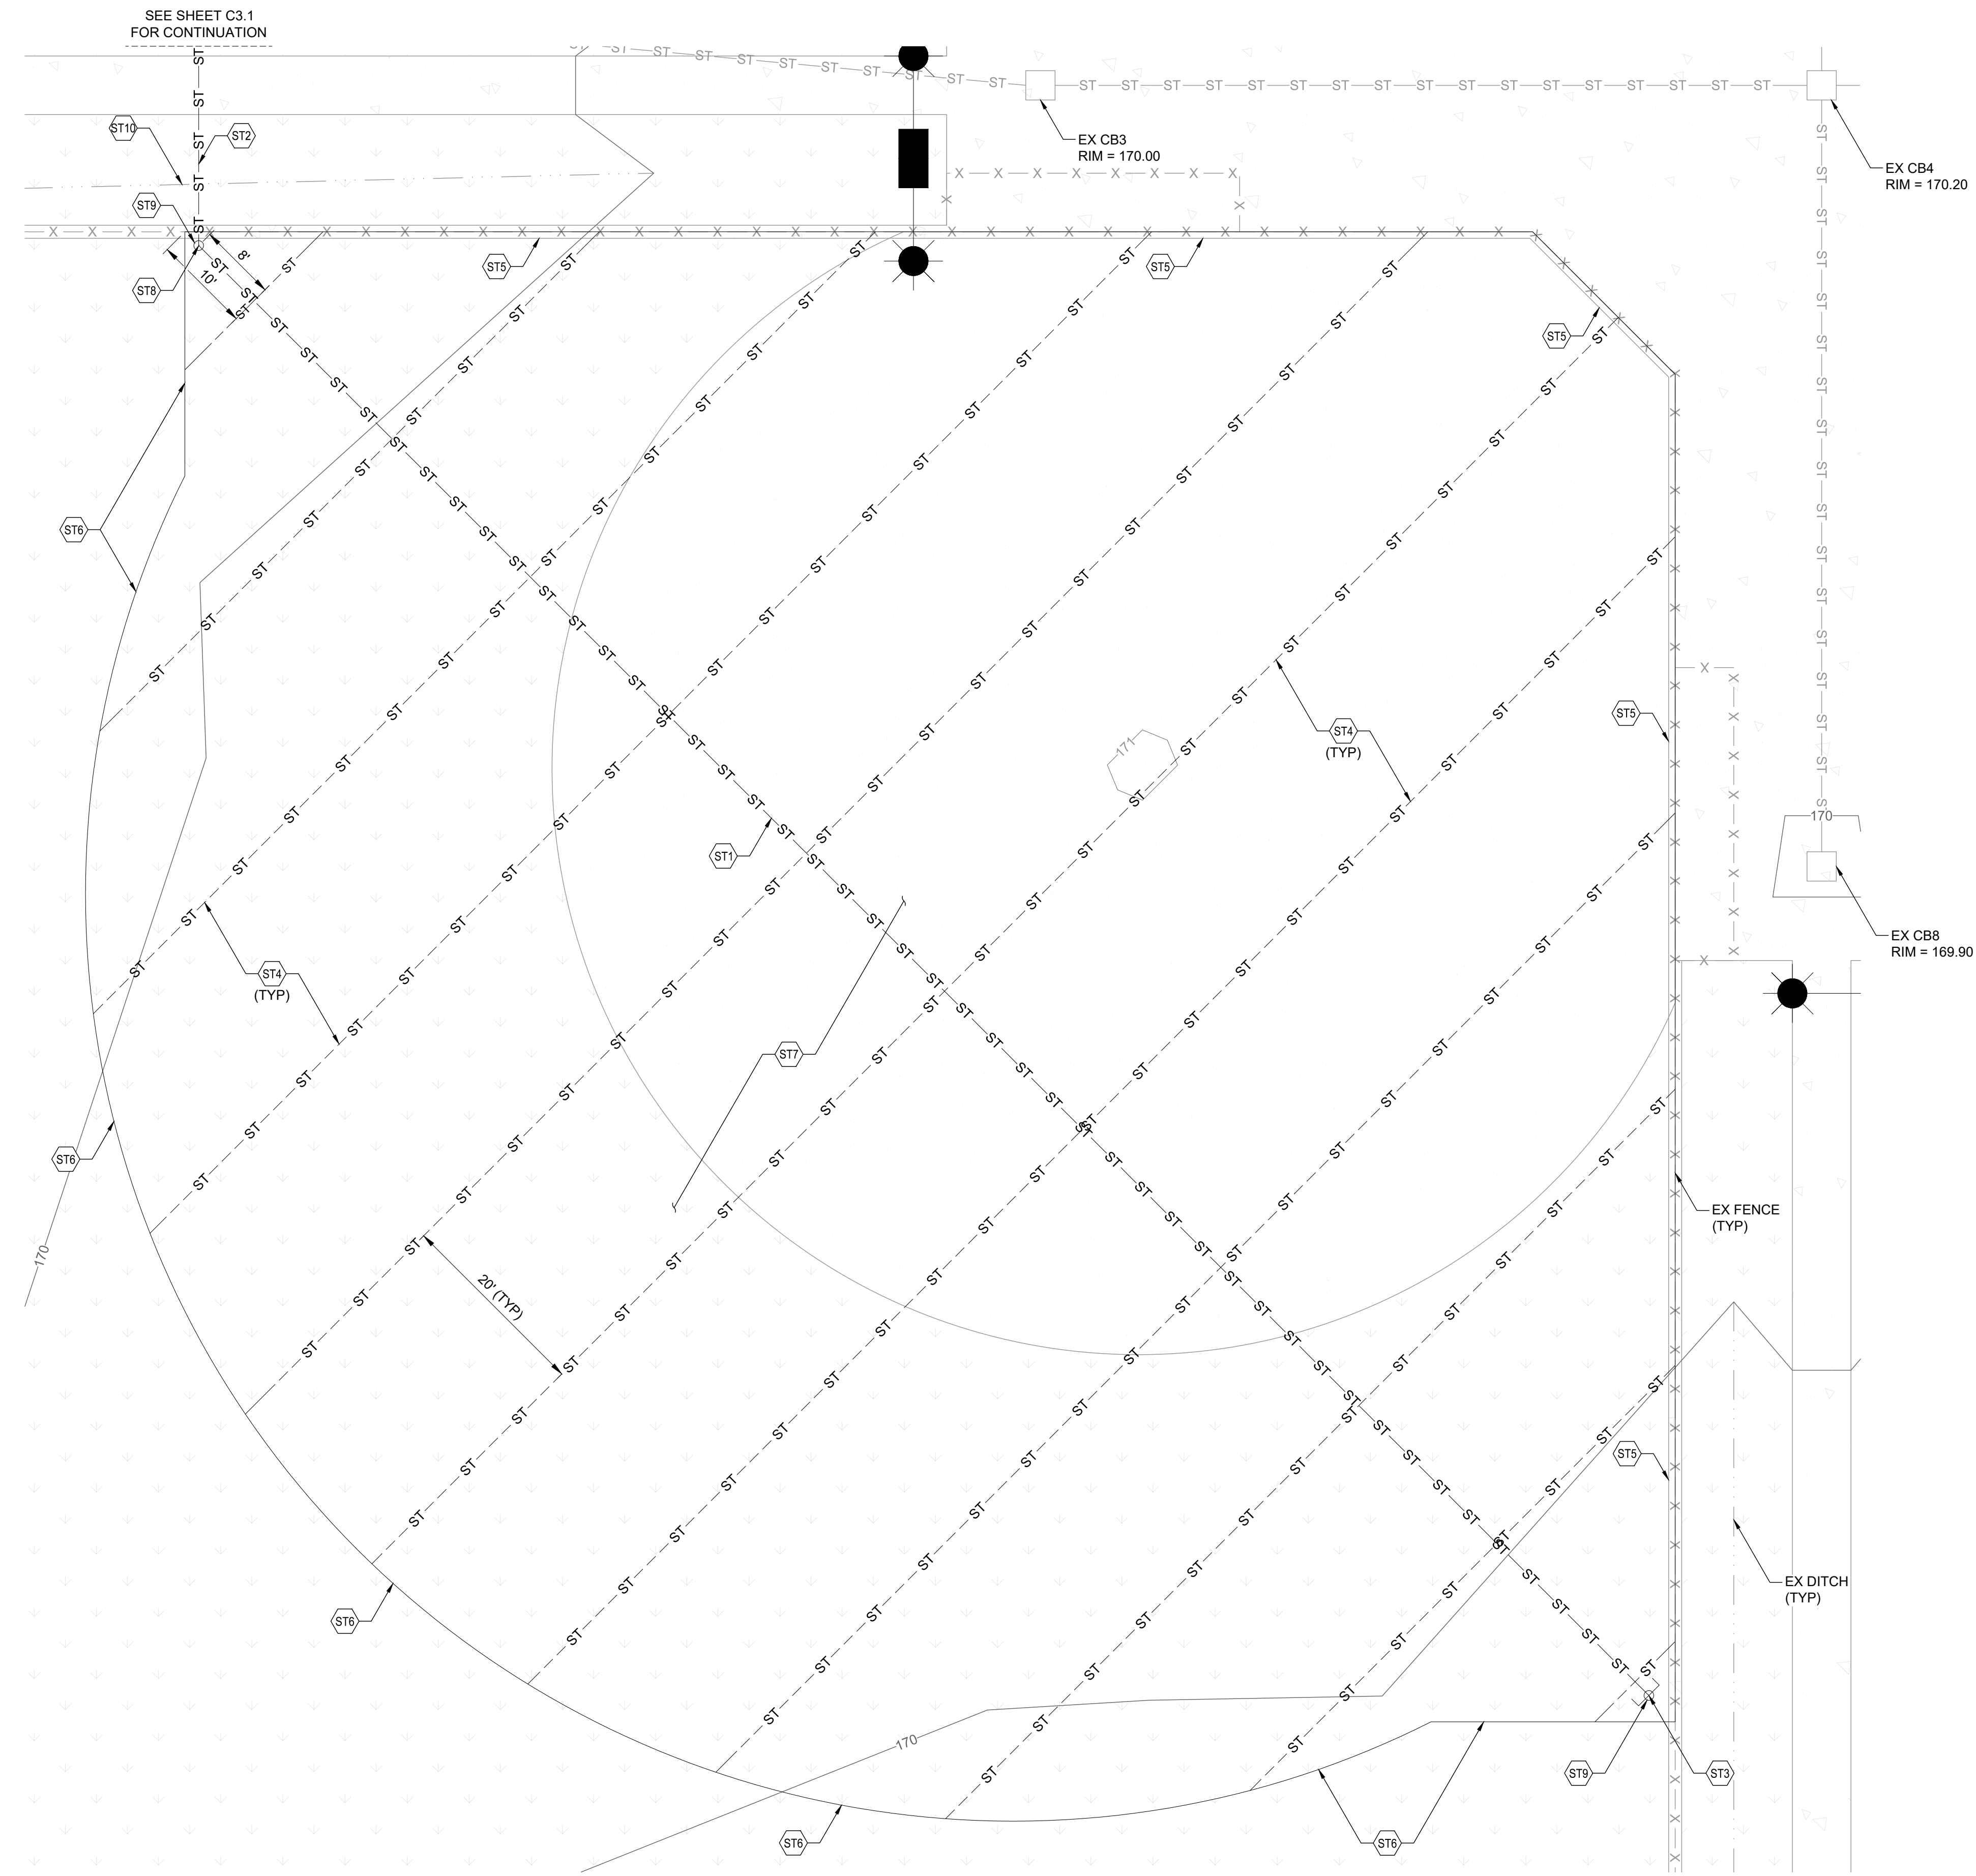 SEE SHEET C3.1
FOR CONTINUATION
ST10
ST2
EX CB3
RIM = 170.00
EX CB4
RIM = 170.20
ST9
8'
10'
ST8
ST5
ST5
ST5
ST6
ST5
171
ST4
(TYP)
170
ST1
EX CB8
RIM = 169.90
ST4
(TYP)
ST7
ST6
EX FENCE
(TYP)
170
20' (TYP)
ST5
EX DITCH
(TYP)
ST6
170
ST9
ST3
ST6
ST6